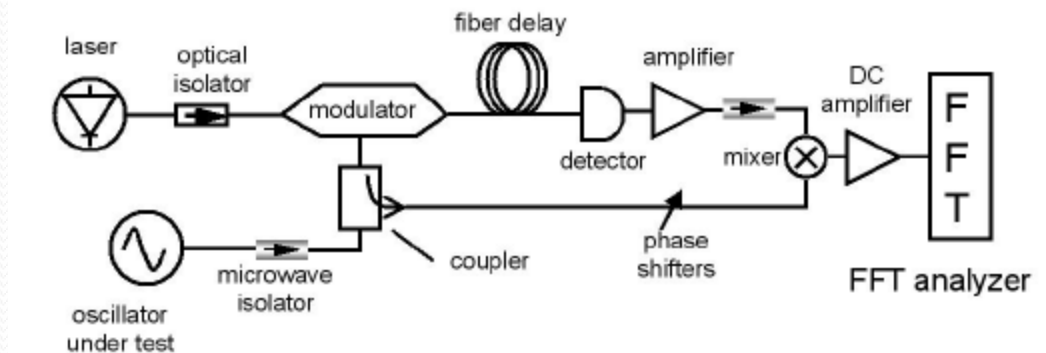 fiber delay
laser
optical
isolator
modulator
amplifier
DC
amplifier
F
F
T
detector
mixer
coupler
phase
shifters
microwave
isolator
oscillator
under test
FFT analyzer